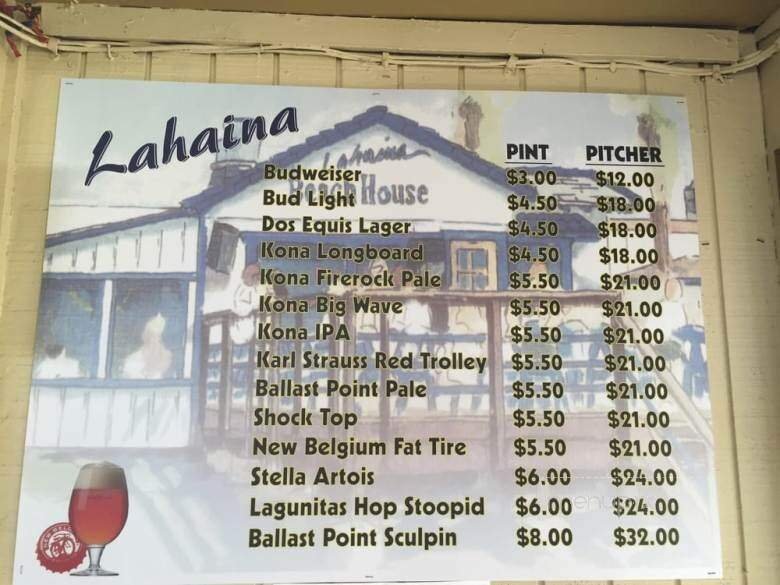 Lahaina
Lahaina
Beach House
PINT PITCHER
Budweiser $3.00 $12.00
Bud Light $4.50 $18.00
Dos Equis Lager $4.50 $18.00
Kona Longboard $4.50 $18.00
Kona Firerock Pale $5.50 $21.00
Kona Big Wave $5.50 $21.00
Kona IPA $5.50 $21.00
Karl Strauss Red Trolley $5.50 $21.00
Ballast Point Pale $5.50 $21.00
Shock Top $5.50 $21.00
New Belgium Fat Tire $5.50 $21.00
Stella Artois $6.00 $24.00
Lagunitas Hop Stoopid $6.00 $24.00
Ballast Point Sculpin $8.00 $32.00